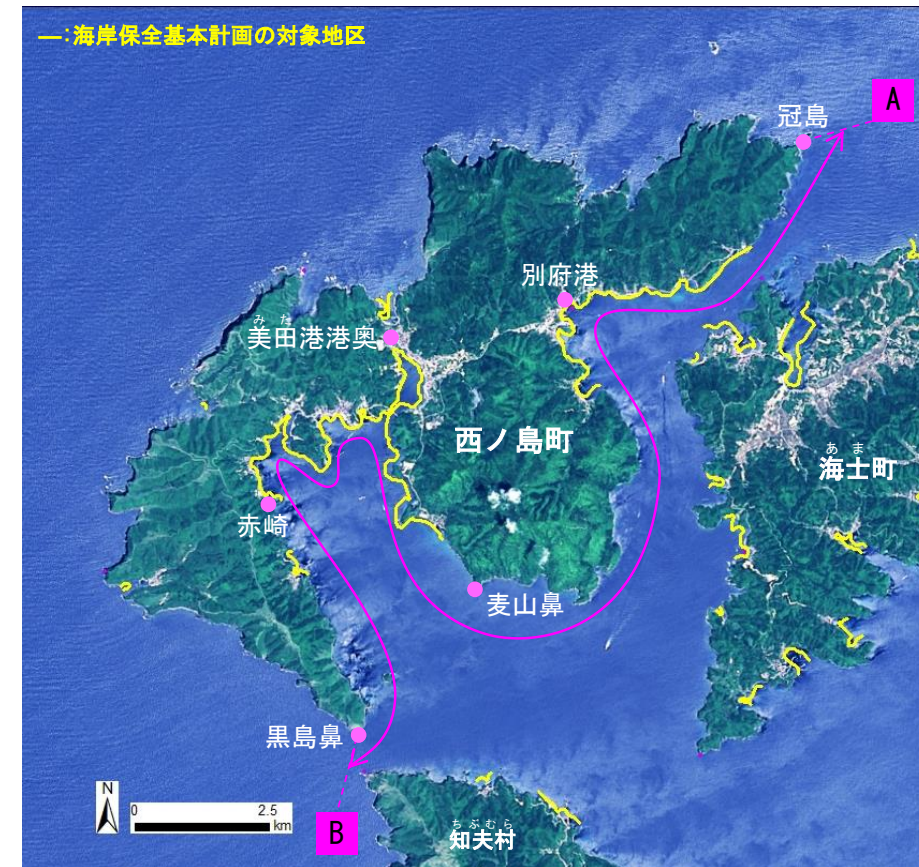 ―:海岸保全基本計画の対象地区
A
冠島
別府港
みた
美田港港奥
西ノ島町
あま
海士町
赤崎
麦山鼻
黒島鼻
N
0 2.5
km
B
ちぶむら
知夫村